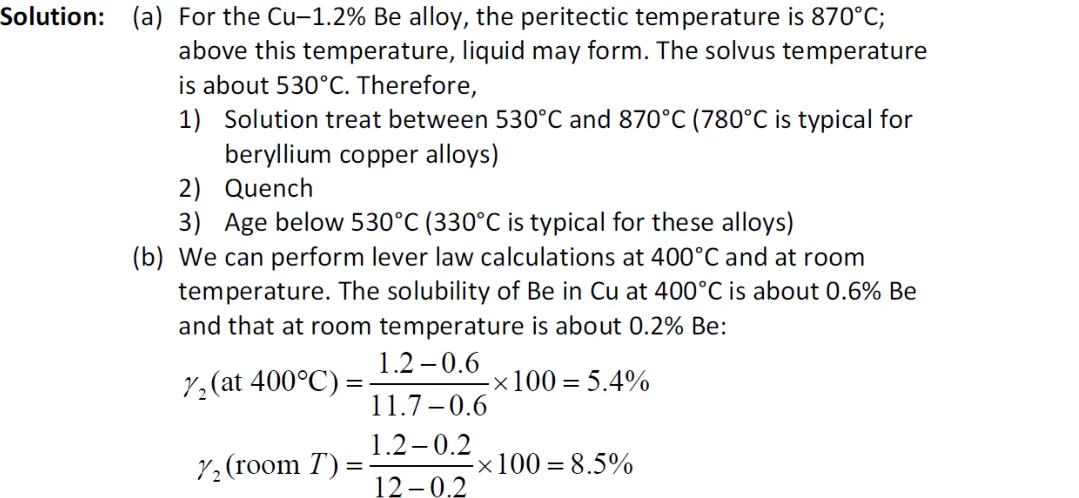 Solution: (a) For the Cu–1.2% Be alloy, the peritectic temperature is 870°C;
above this temperature, liquid may form. The solvus temperature
is about 530°C. Therefore,
1) Solution treat between 530°C and 870°C (780°C is typical for
beryllium copper alloys)
2) Quench
3) Age below 530°C (330°C is typical for these alloys)
(b) We can perform lever law calculations at 400°C and at room
temperature. The solubility of Be in Cu at 400°C is about 0.6% Be
and that at room temperature is about 0.2% Be:
γ₂ (at 400°C) = (1.2 – 0.6)/(11.7 – 0.6) × 100 = 5.4%
γ₂ (room T) = (1.2 – 0.2)/(12 – 0.2) × 100 = 8.5%